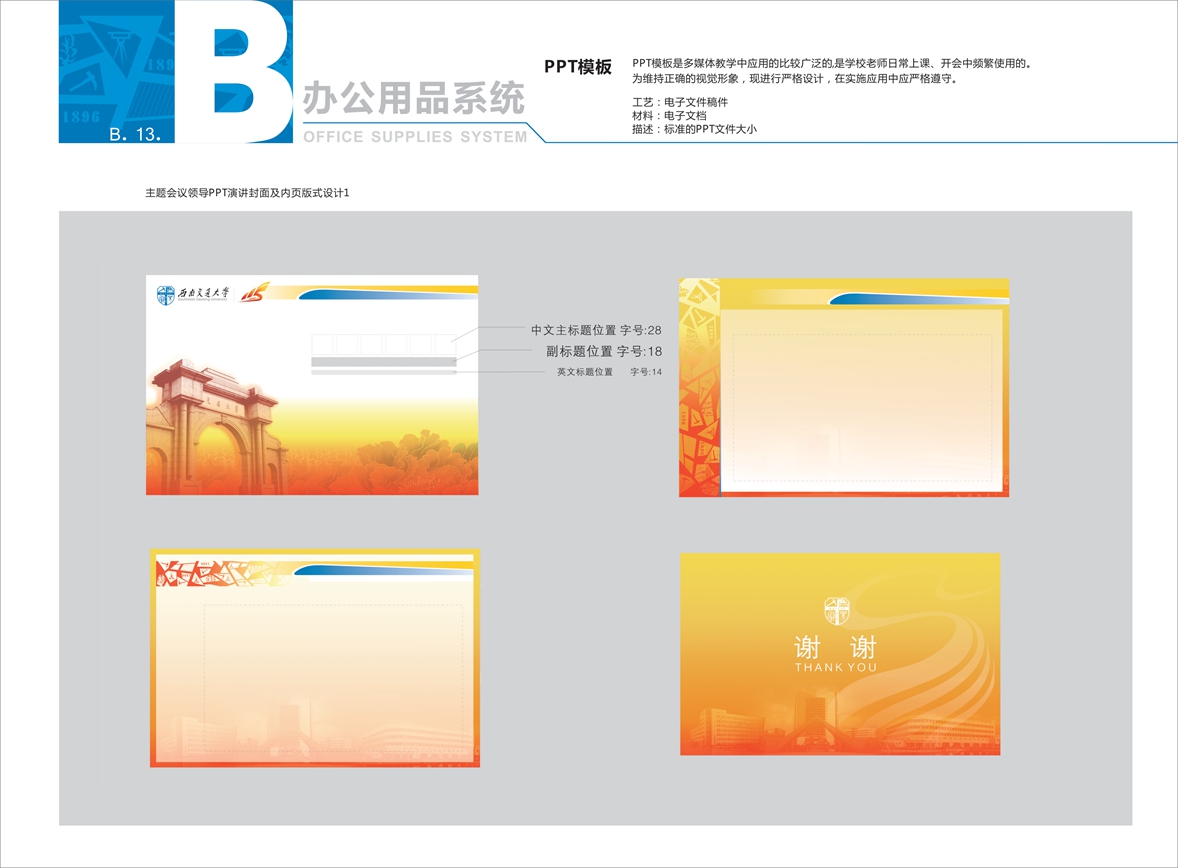 B
1896
189
B. 13.
办公用品系统
OFFICE SUPPLIES SYSTEM
PPT模板
PPT模板是多媒体教学中应用的比较广泛的,是学校老师日常上课、开会中频繁使用的。
为维持正确的视觉形象，现进行严格设计，在实施应用中应严格遵守。
工艺：电子文件稿件
材料：电子文档
描述：标准的PPT文件大小
主题会议领导PPT演讲封面及内页版式设计1
西南交通大学
115
中文主标题位置 字号:28
副标题位置 字号:18
英文标题位置 字号:14
谢 谢
THANK YOU